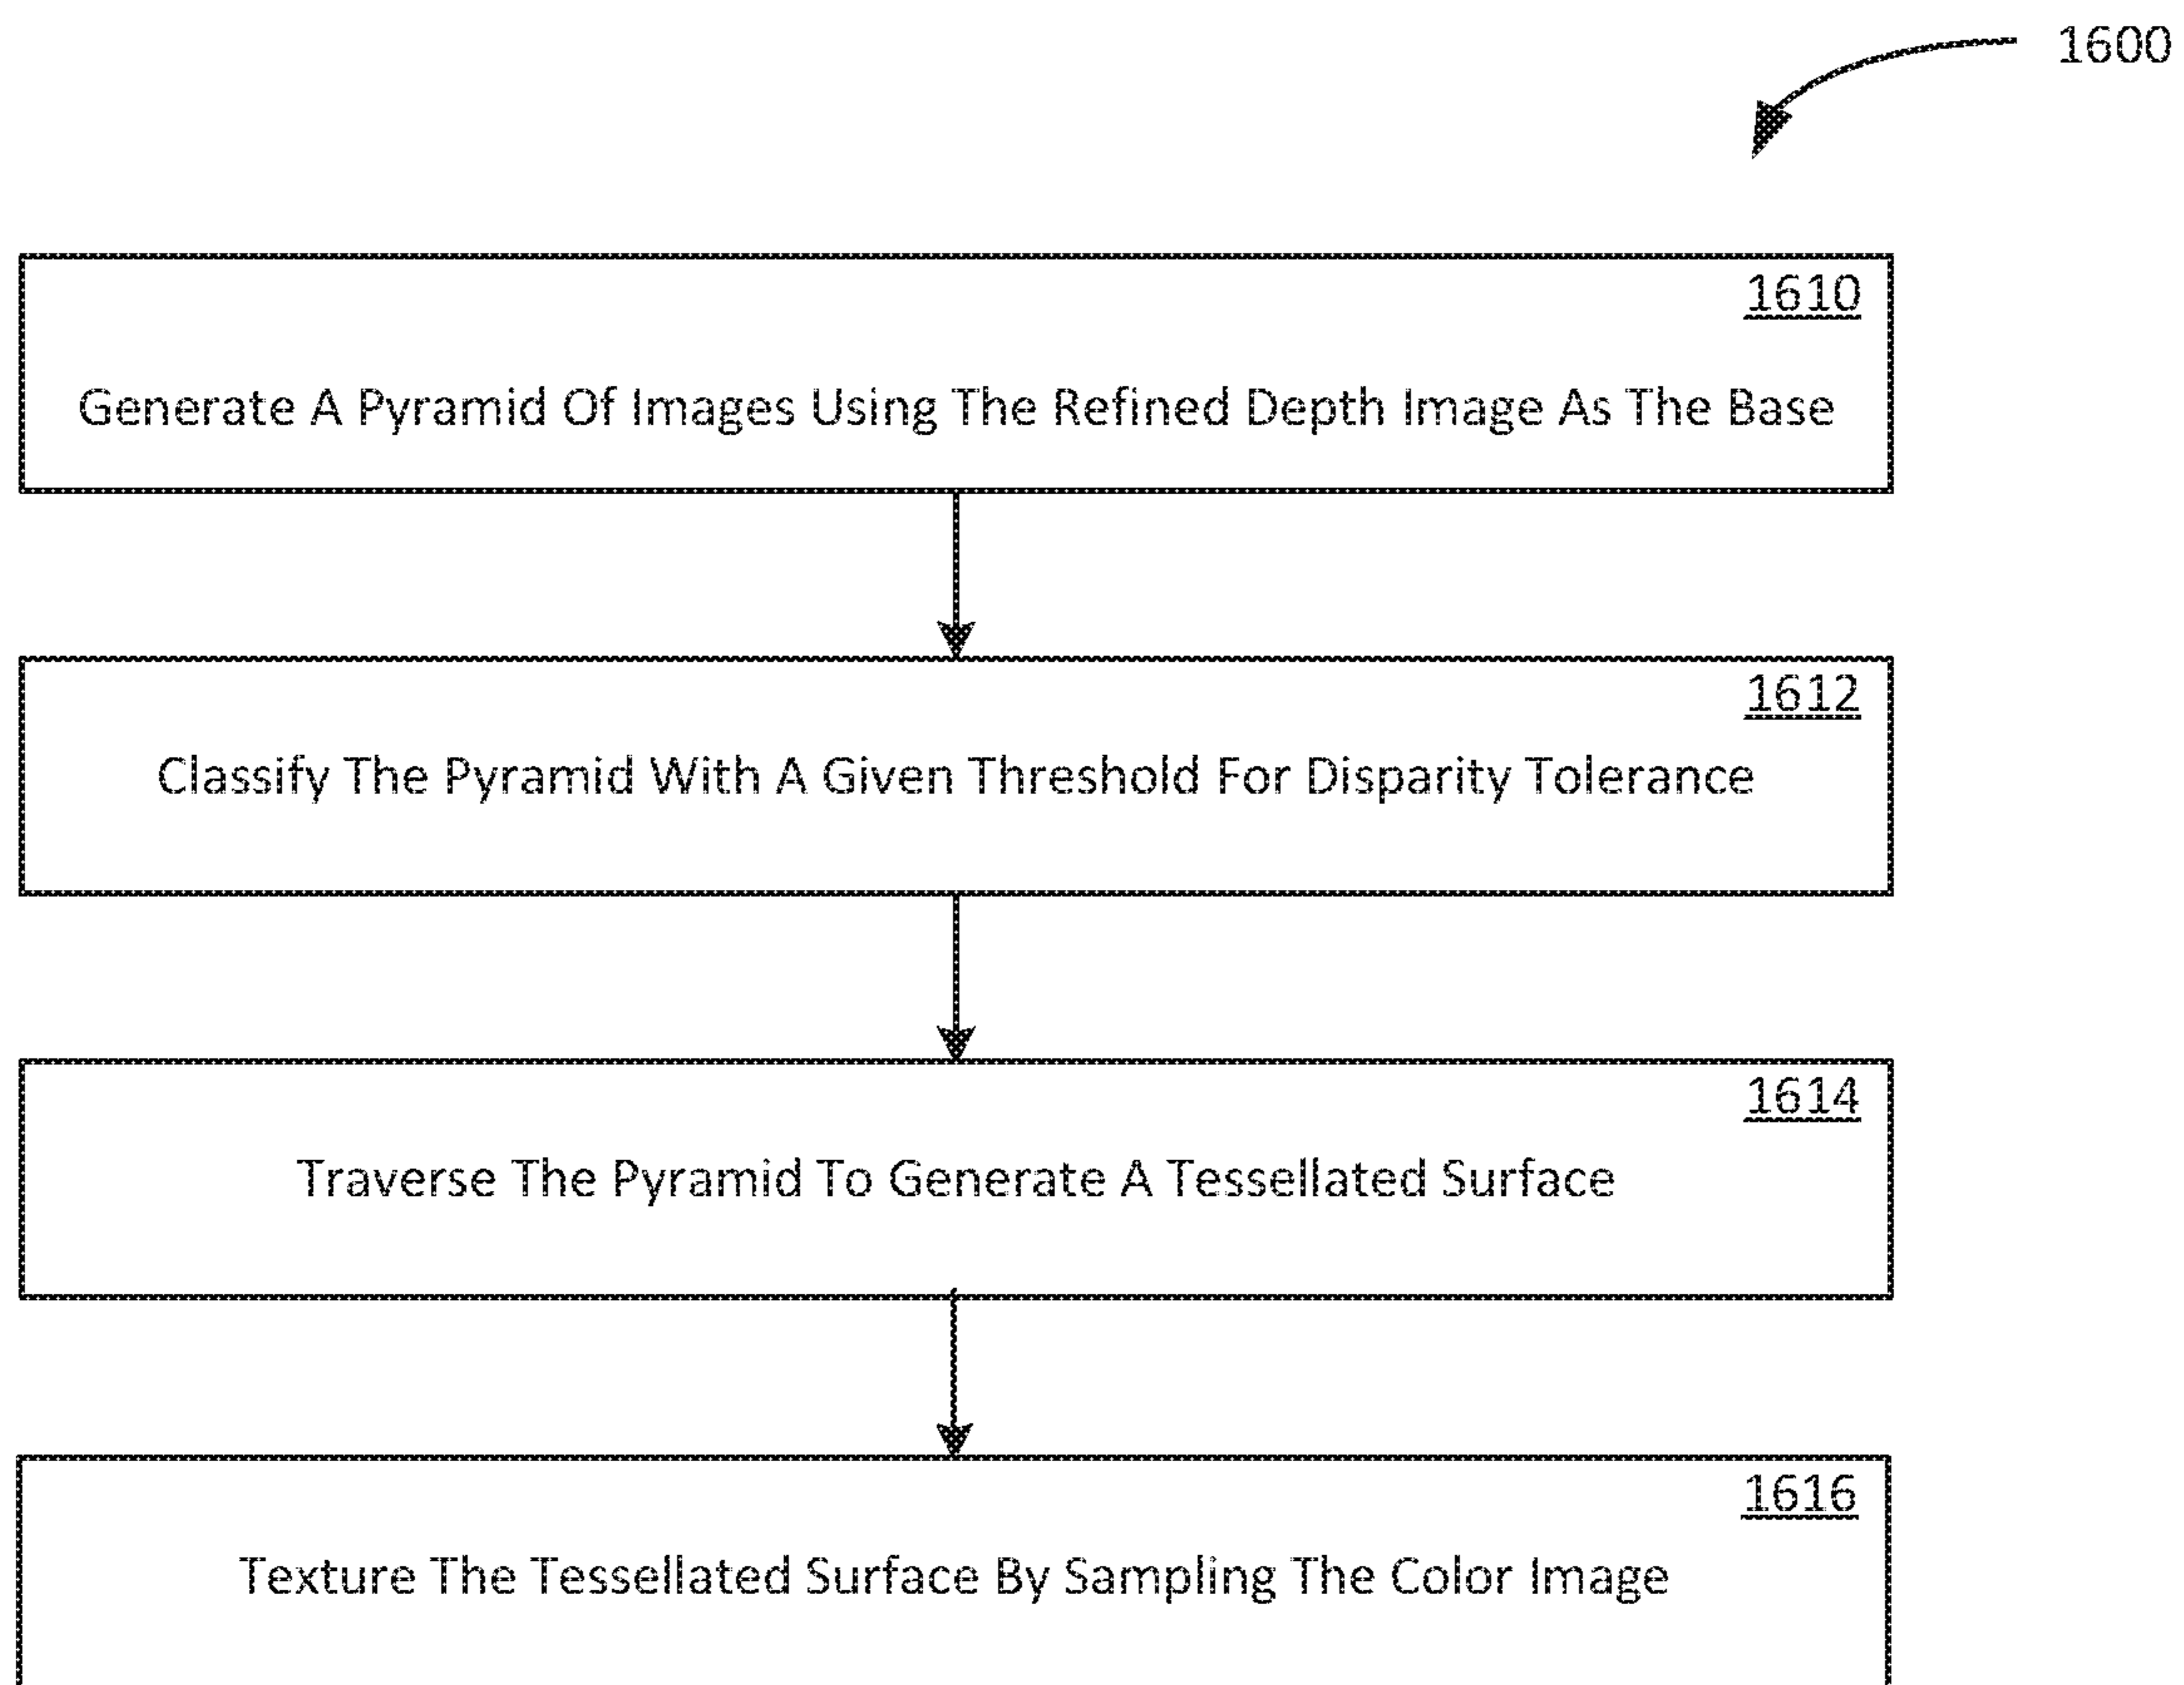 1600
1610
Generate A Pyramid Of Images Using The Refined Depth Image As The Base
1612
Classify The Pyramid With A Given Threshold For Disparity Tolerance
1614
Traverse The Pyramid To Generate A Tessellated Surface
1616
Texture The Tessellated Surface By Sampling The Color Image